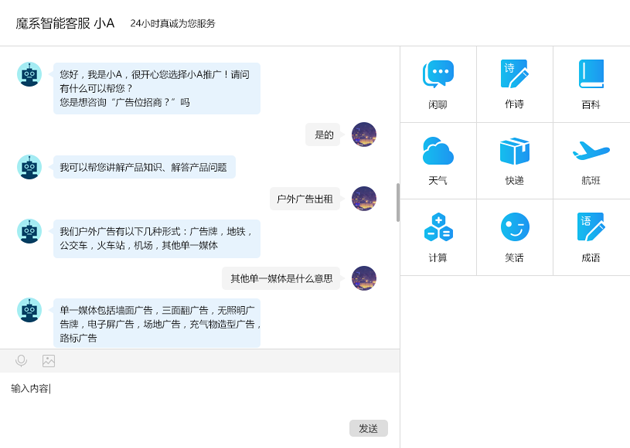 魔系智能客服 小A 24小时真诚为您服务
您好，我是小A，很开心您选择小A推广！请问
有什么可以帮您？
您是想咨询“广告位招商？”吗
是的
我可以帮您讲解产品知识、解答产品问题
户外广告出租
我们户外广告有以下几种形式：广告牌，地铁，
公交车，火车站，机场，其他单一媒体
其他单一媒体是什么意思
单一媒体包括墙面广告，三面翻广告，无照明广
告牌，电子屏广告，场地广告，充气物造型广告，
路标广告
输入内容
发送
诗
闲聊 作诗 百科
天气 快递 航班
语
计算 笑话 成语